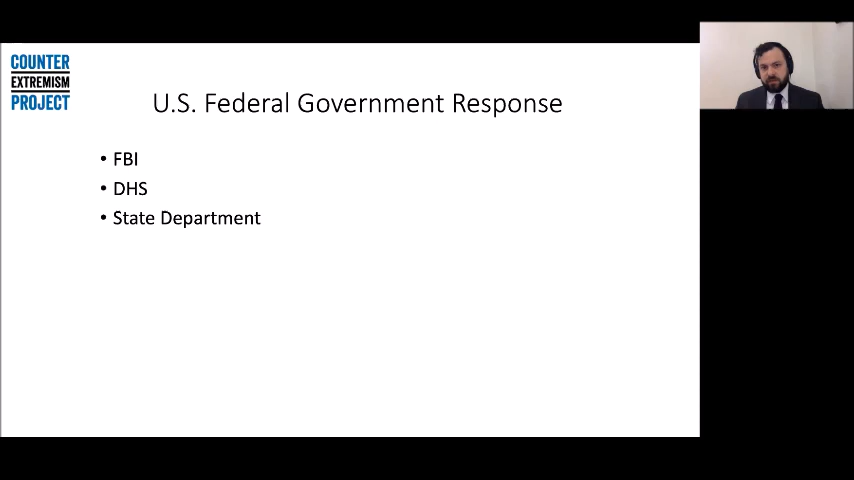 COUNTER
EXTREMISM
PROJECT
U.S. Federal Government Response
• FBI
• DHS
• State Department